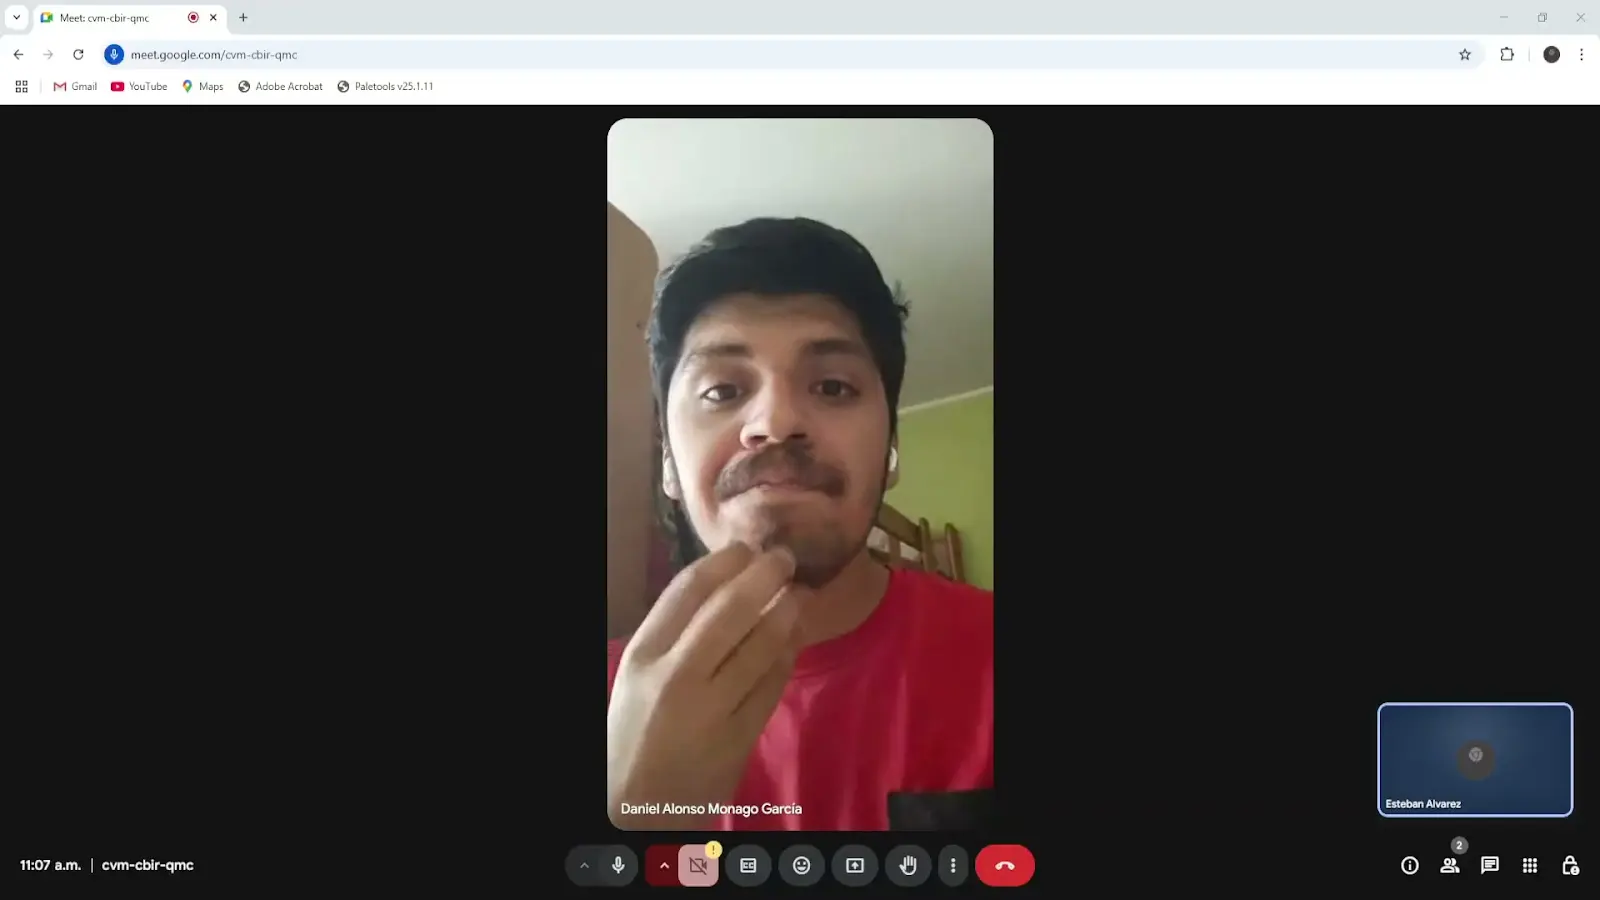 Meet: cvm-cbir-qmc
meet.google.com/cvm-cbir-qmc
Gmail
YouTube
Maps
Adobe Acrobat
Paletools v25.1.11
Daniel Alonso Monago García
Esteban Alvarez
11:07 a.m. | cvm-cbir-qmc
CC
2